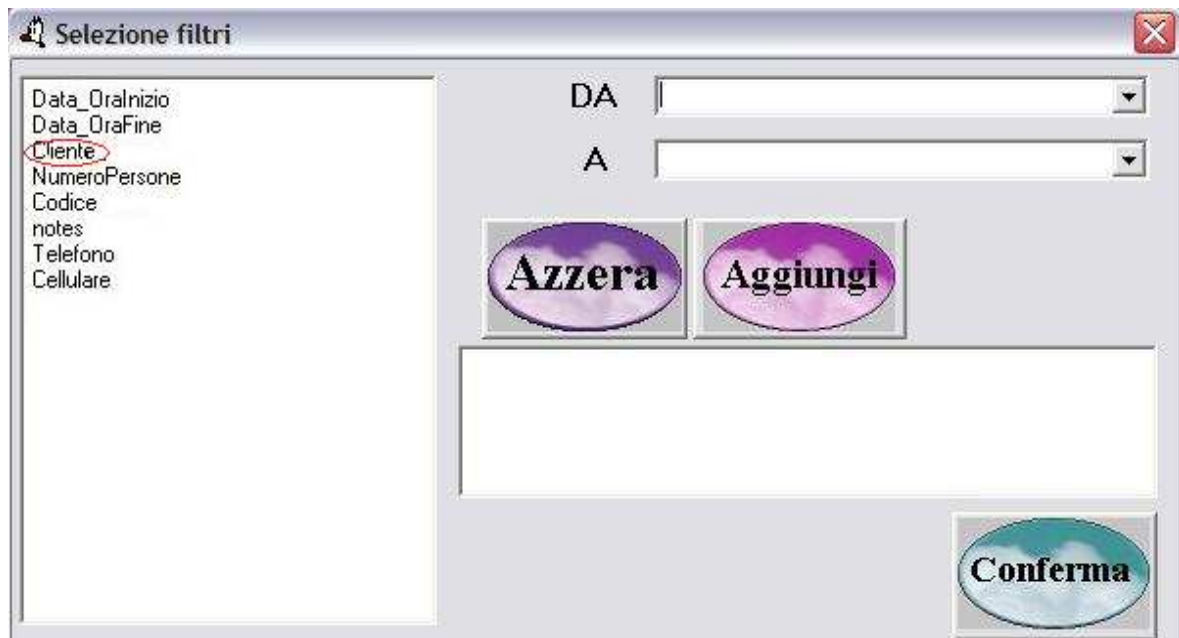 Selezione filtri
Data_OraInizio
Data_OraFine
Cliente
NumeroPersone
Codice
notes
Telefono
Cellulare
DA
A
Azzera
Aggiungi
Conferma